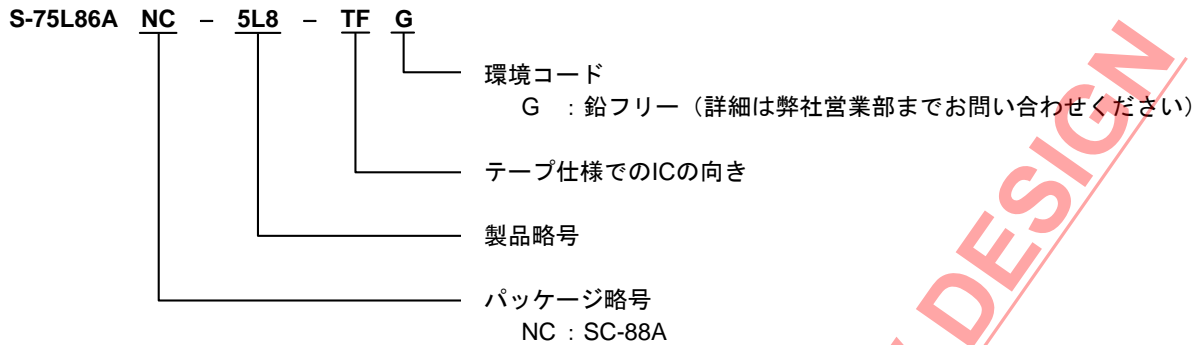 S-75L86A NC – 5L8 – TF G
環境コード
G ：鉛フリー（詳細は弊社営業部までお問い合わせください）
テープ仕様でのICの向き
製品略号
パッケージ略号
NC：SC-88A
DESIGN